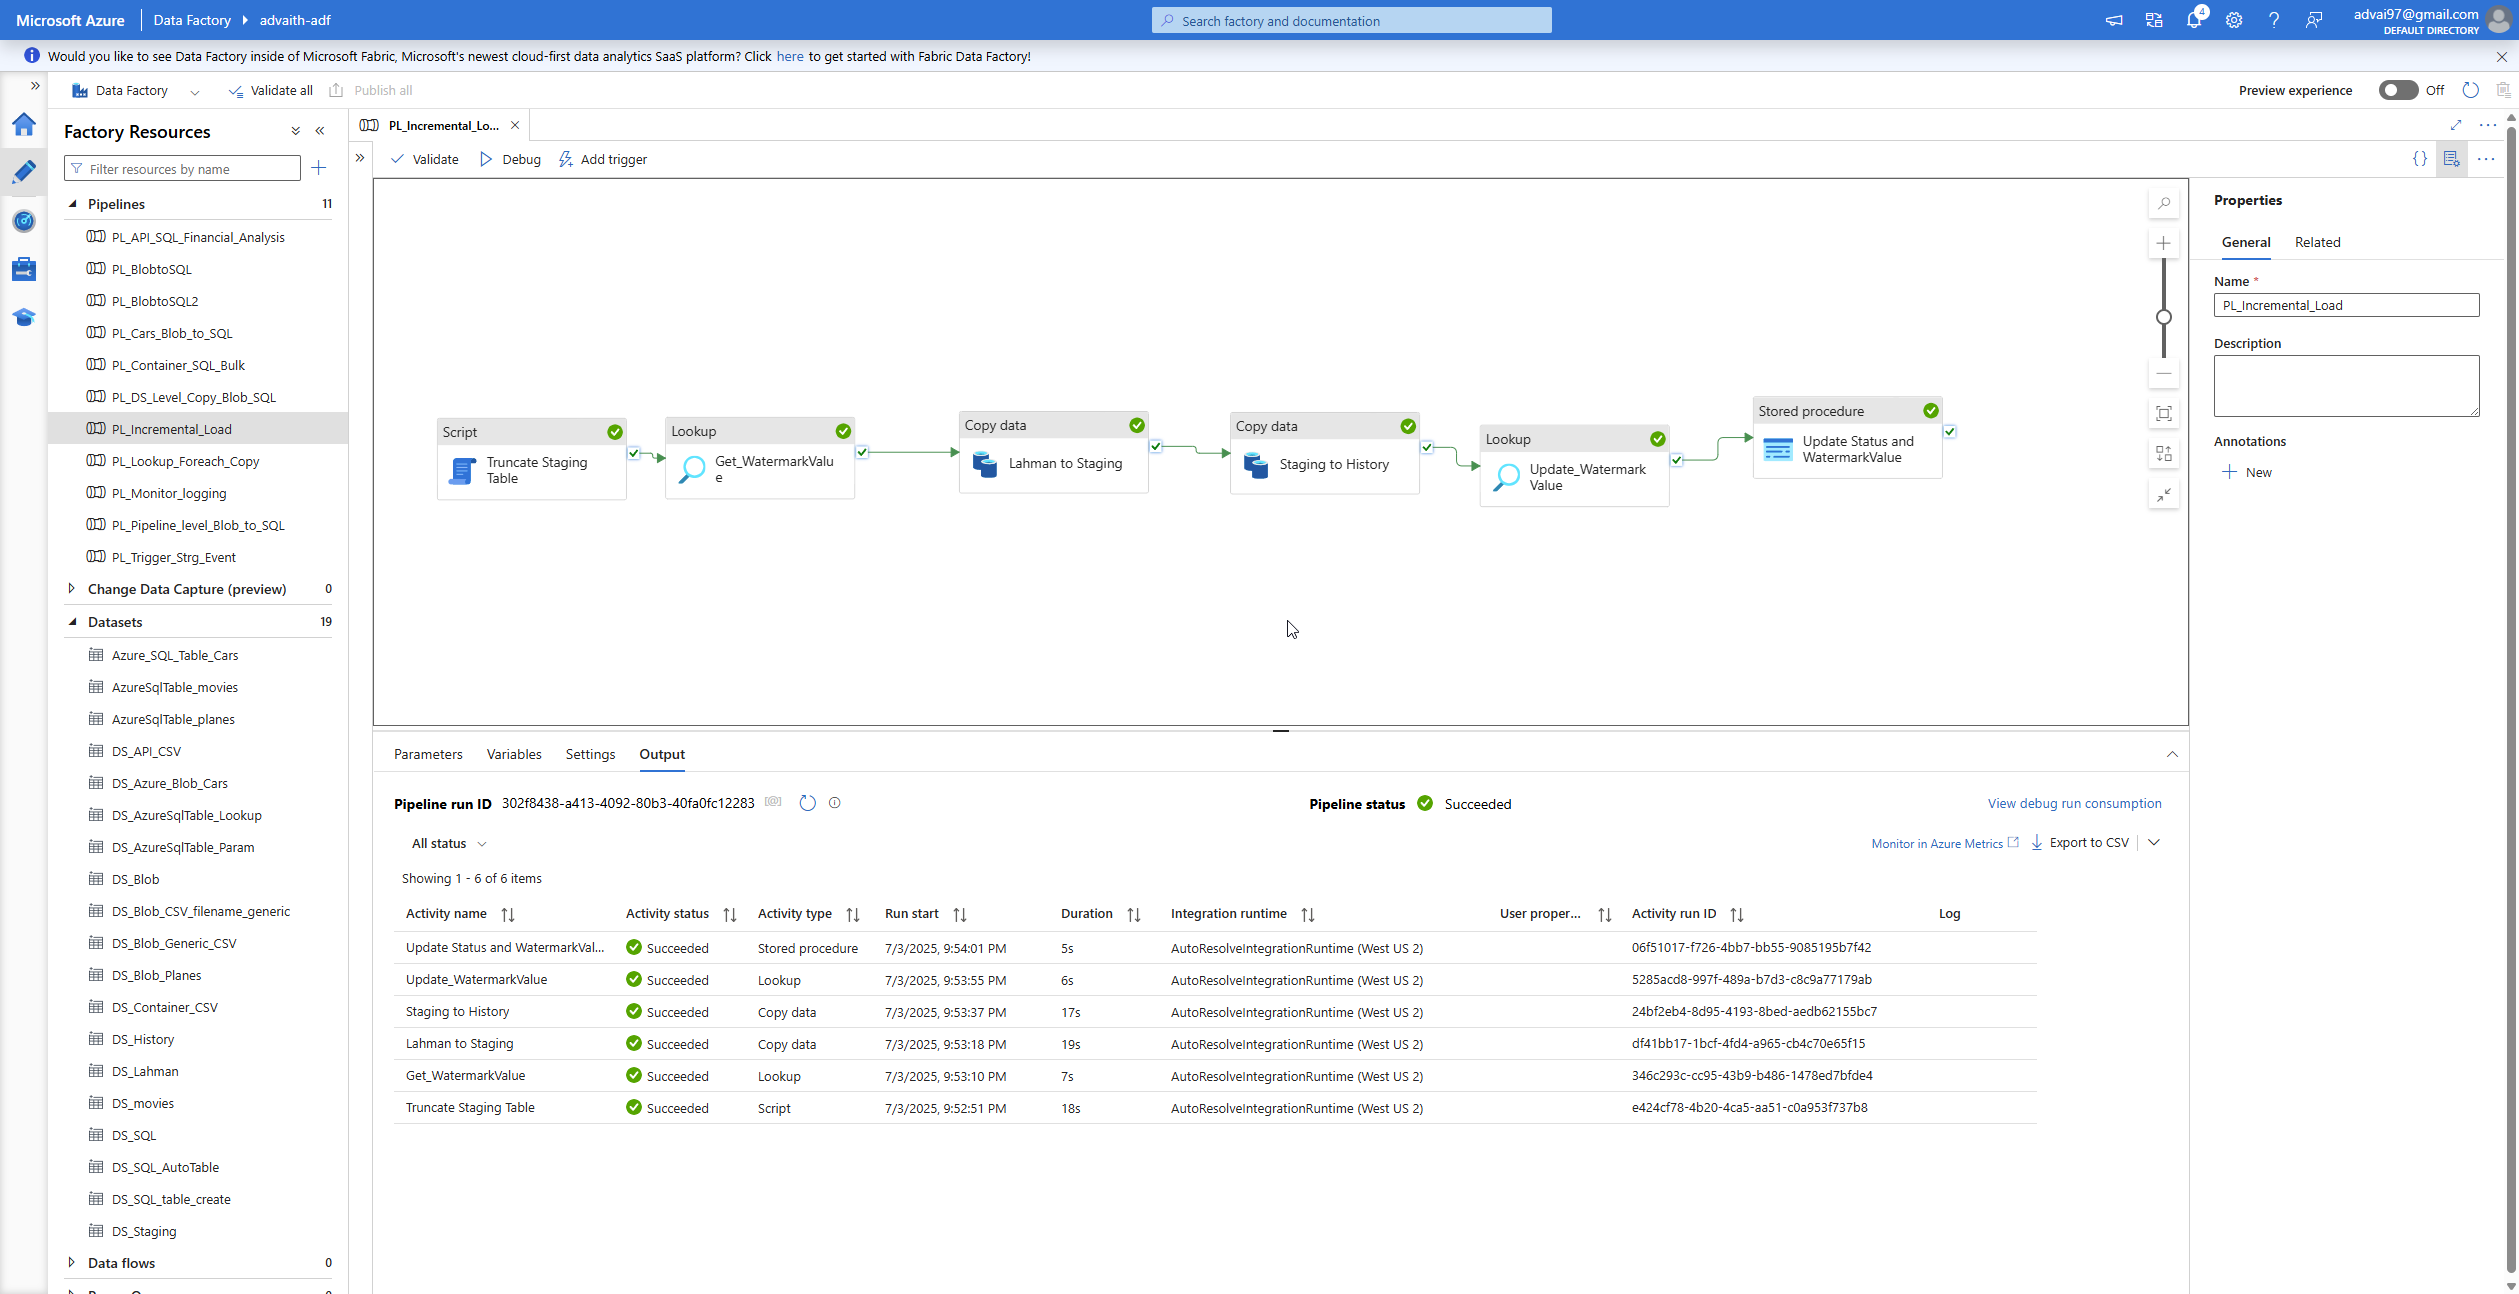 Microsoft Azure
Data Factory
advaith-adf
Search factory and documentation
4
advai97@gmail.com
DEFAULT DIRECTORY
Would you like to see Data Factory inside of Microsoft Fabric, Microsoft's newest cloud-first data analytics SaaS platform? Click here to get started with Fabric Data Factory!
Data Factory
Validate all
Publish all
Preview experience
Off
Factory Resources
Filter resources by name
Pipelines 11
PL_API_SQL_Financial_Analysis
PL_BlobtoSQL
PL_BlobtoSQL2
PL_Cars_Blob_to_SQL
PL_Container_SQL_Bulk
PL_DS_Level_Copy_Blob_SQL
PL_Incremental_Load
PL_Lookup_Foreach_Copy
PL_Monitor_logging
PL_Pipeline_level_Blob_to_SQL
PL_Trigger_Strg_Event
Change Data Capture (preview) 0
Datasets 19
Azure_SQL_Table_Cars
AzureSqlTable_movies
AzureSqlTable_planes
DS_API_CSV
DS_Azure_Blob_Cars
DS_AzureSqlTable_Lookup
DS_AzureSqlTable_Param
DS_Blob
DS_Blob_CSV_filename_generic
DS_Blob_Generic_CSV
DS_Blob_Planes
DS_Container_CSV
DS_History
DS_Lahman
DS_movies
DS_SQL
DS_SQL_AutoTable
DS_SQL_table_create
DS_Staging
Data flows 0
PL_Incremental_Lo...
Validate
Debug
Add trigger
{}
Script
Truncate Staging
Table
Lookup
Get_WatermarkValu
e
Copy data
Lahman to Staging
Copy data
Staging to History
Lookup
Update_Watermark
Value
Stored procedure
Update Status and
WatermarkValue
Properties
General Related
Name *
PL_Incremental_Load
Description
Annotations
New
Parameters Variables Settings Output
Pipeline run ID 302f8438-a413-4092-80b3-40fa0fc12283
Pipeline status Succeeded
View debug run consumption
All status
Monitor in Azure Metrics
Export to CSV
Showing 1 - 6 of 6 items
Activity name Activity status Activity type Run start Duration Integration runtime User proper... Activity run ID Log
Update Status and WatermarkVal... Succeeded Stored procedure 7/3/2025, 9:54:01 PM 5s AutoResolveIntegrationRuntime (West US 2) 06f51017-f726-4bb7-bb55-9085195b7f42
Update_WatermarkValue Succeeded Lookup 7/3/2025, 9:53:55 PM 6s AutoResolveIntegrationRuntime (West US 2) 5285acd8-997f-489a-b7d3-c8c9a77179ab
Staging to History Succeeded Copy data 7/3/2025, 9:53:37 PM 17s AutoResolveIntegrationRuntime (West US 2) 24bf2eb4-8d95-4193-8bed-aedb62155bc7
Lahman to Staging Succeeded Copy data 7/3/2025, 9:53:18 PM 19s AutoResolveIntegrationRuntime (West US 2) df41bb17-1bcf-4fd4-a965-cb4c70e65f15
Get_WatermarkValue Succeeded Lookup 7/3/2025, 9:53:10 PM 7s AutoResolveIntegrationRuntime (West US 2) 346c293c-cc95-43b9-b486-1478ed7bfde4
Truncate Staging Table Succeeded Script 7/3/2025, 9:52:51 PM 18s AutoResolveIntegrationRuntime (West US 2) e424cf78-4b20-4ca5-aa51-c0a953f737b8